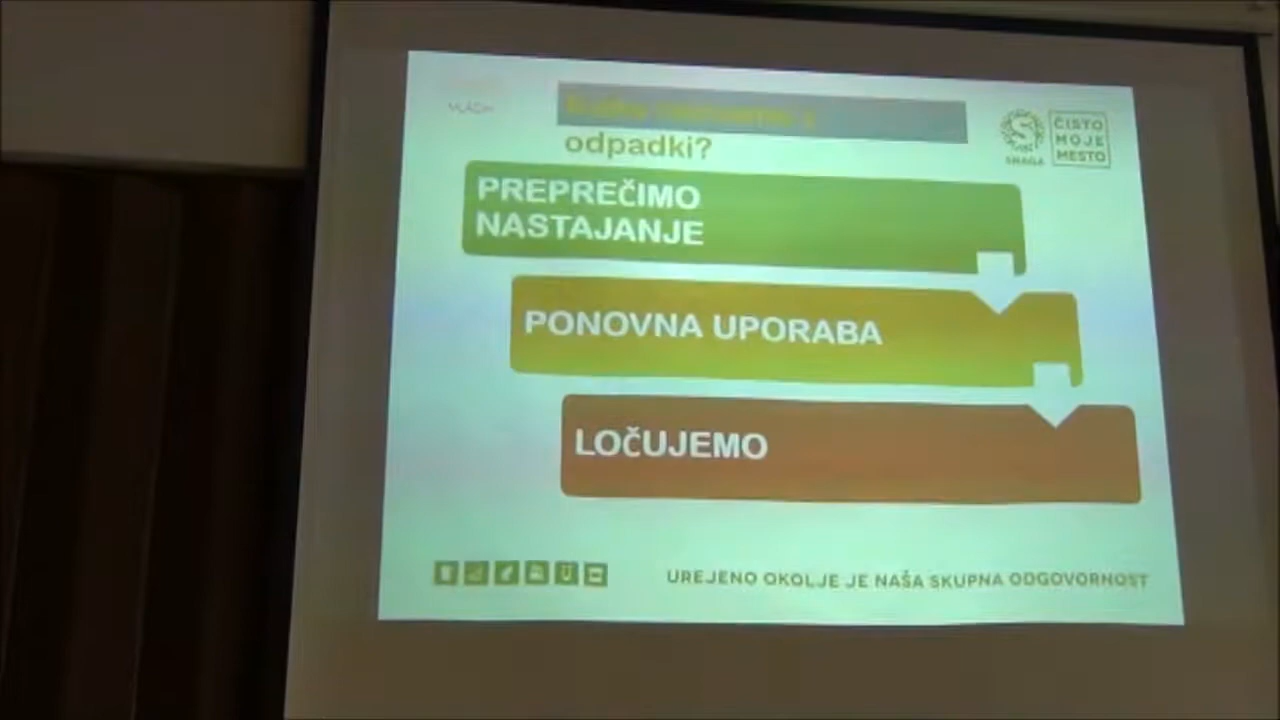 odpadki?
SNAGA
ČISTO
MOJE
MESTO
PREPREČIMO
NASTAJANJE
PONOVNA UPORABA
LOČUJEMO
UREJENO OKOLJE JE NAŠA SKUPNA ODGOVORNOST